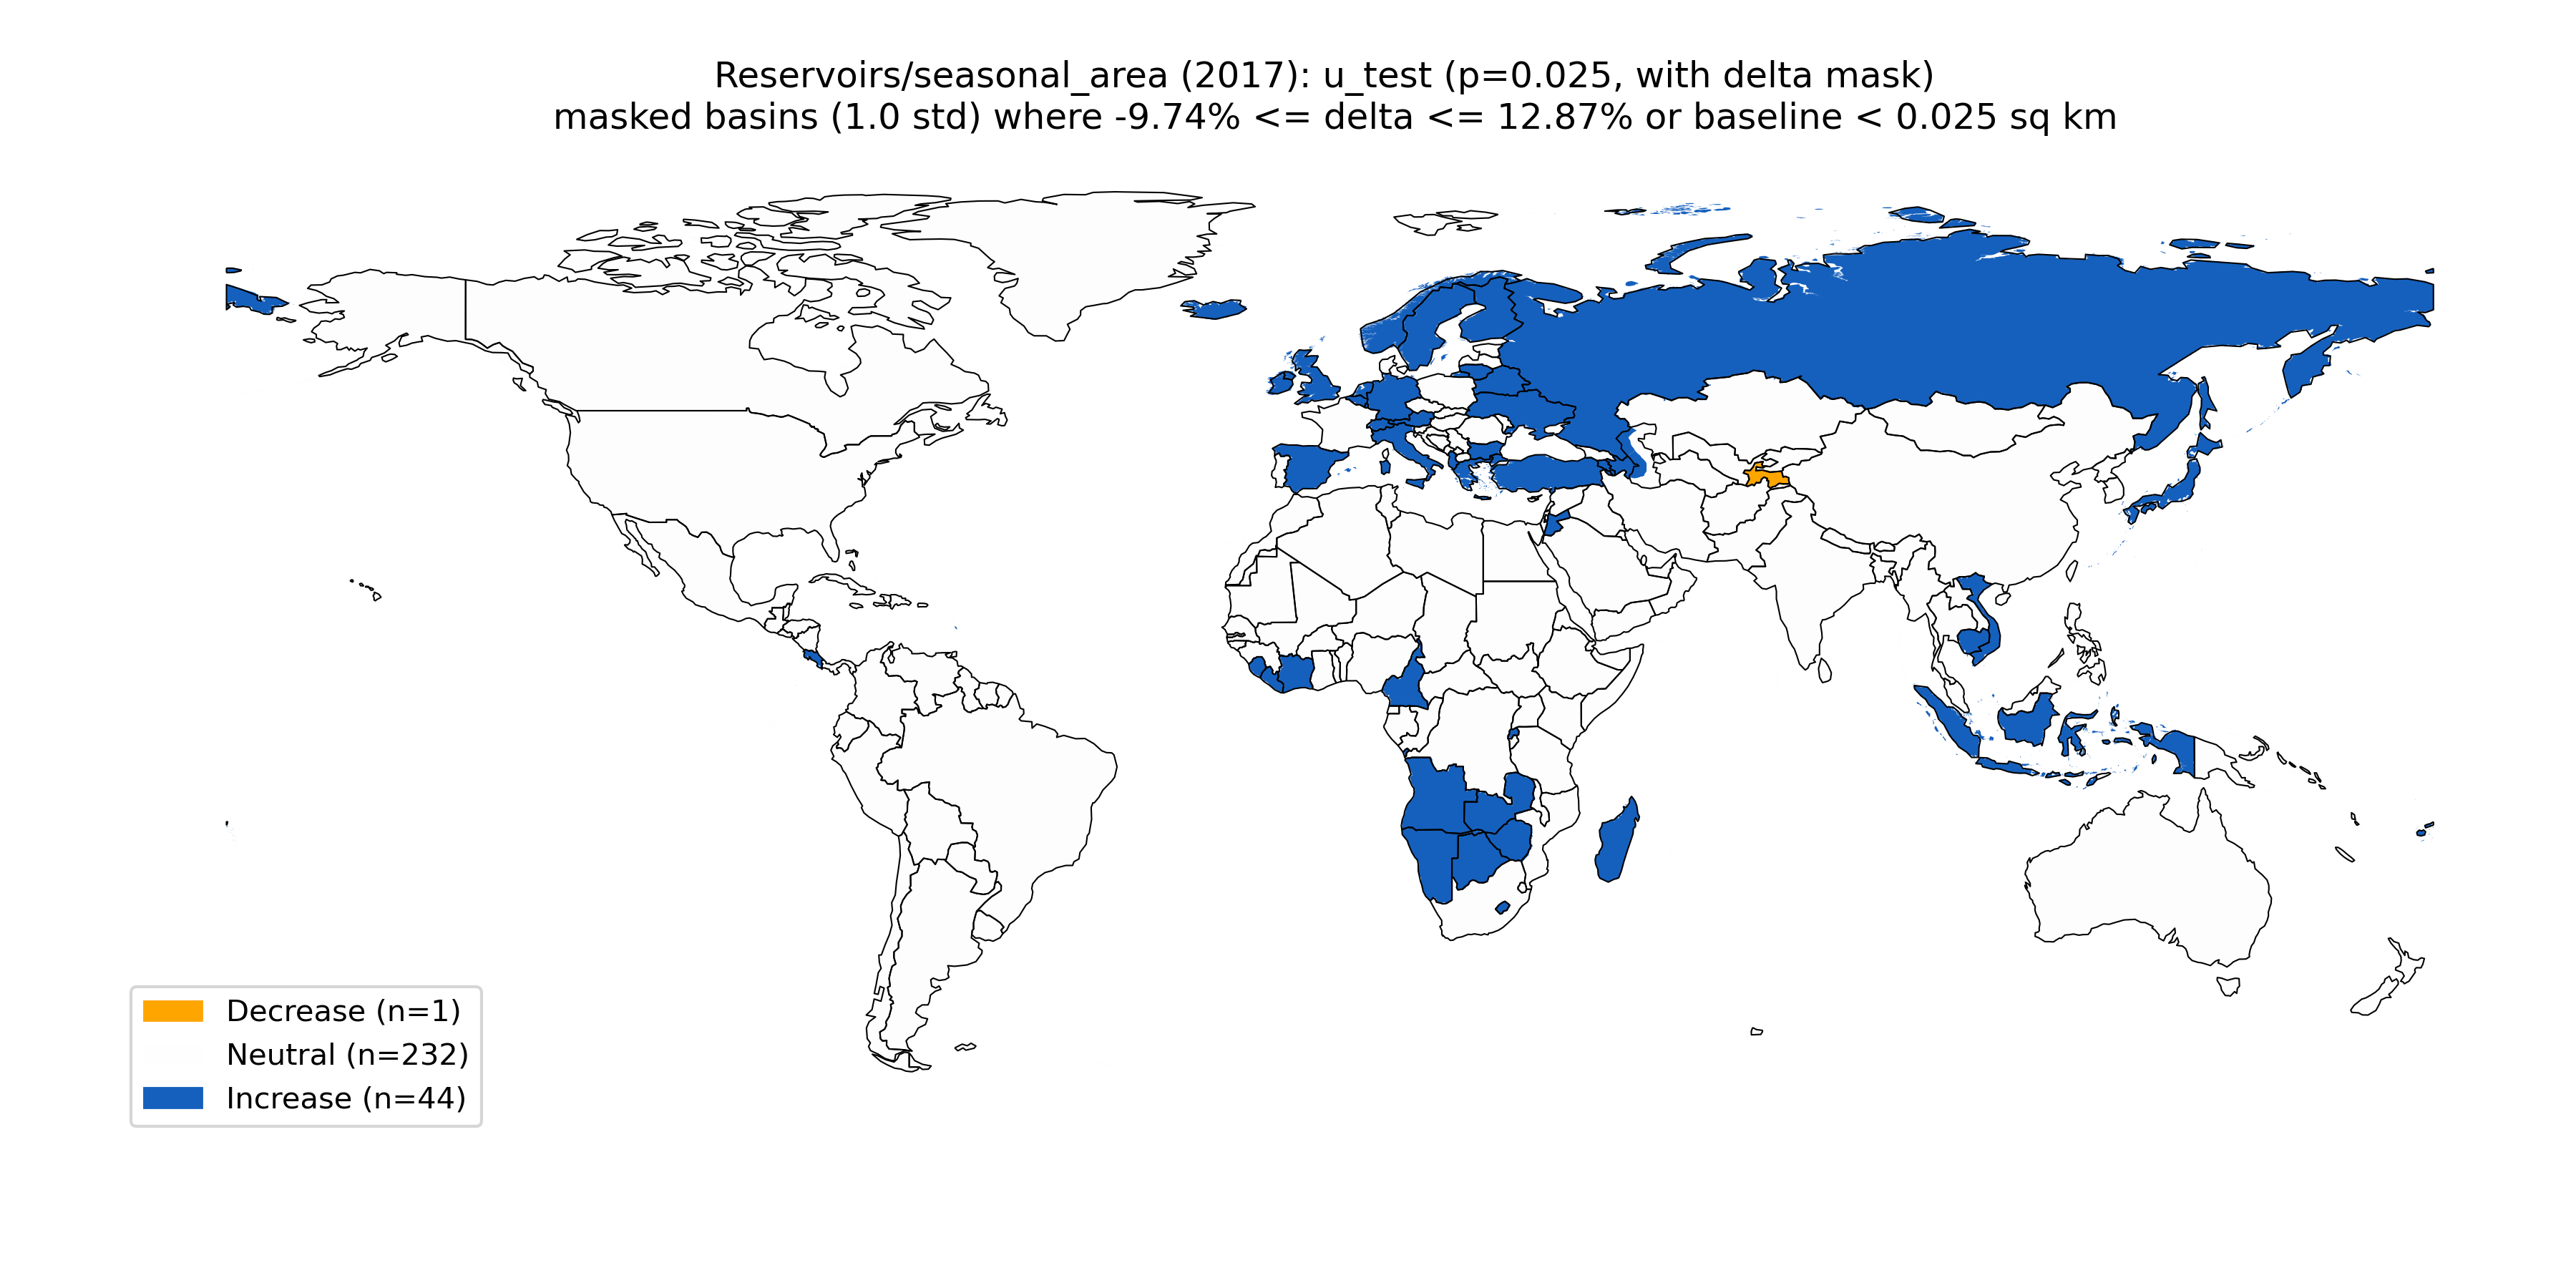 Reservoirs/seasonal_area (2017): u_test (p=0.025, with delta mask)
masked basins (1.0 std) where -9.74% <= delta <= 12.87% or baseline < 0.025 sq km
Decrease (n=1)
Neutral (n=232)
Increase (n=44)